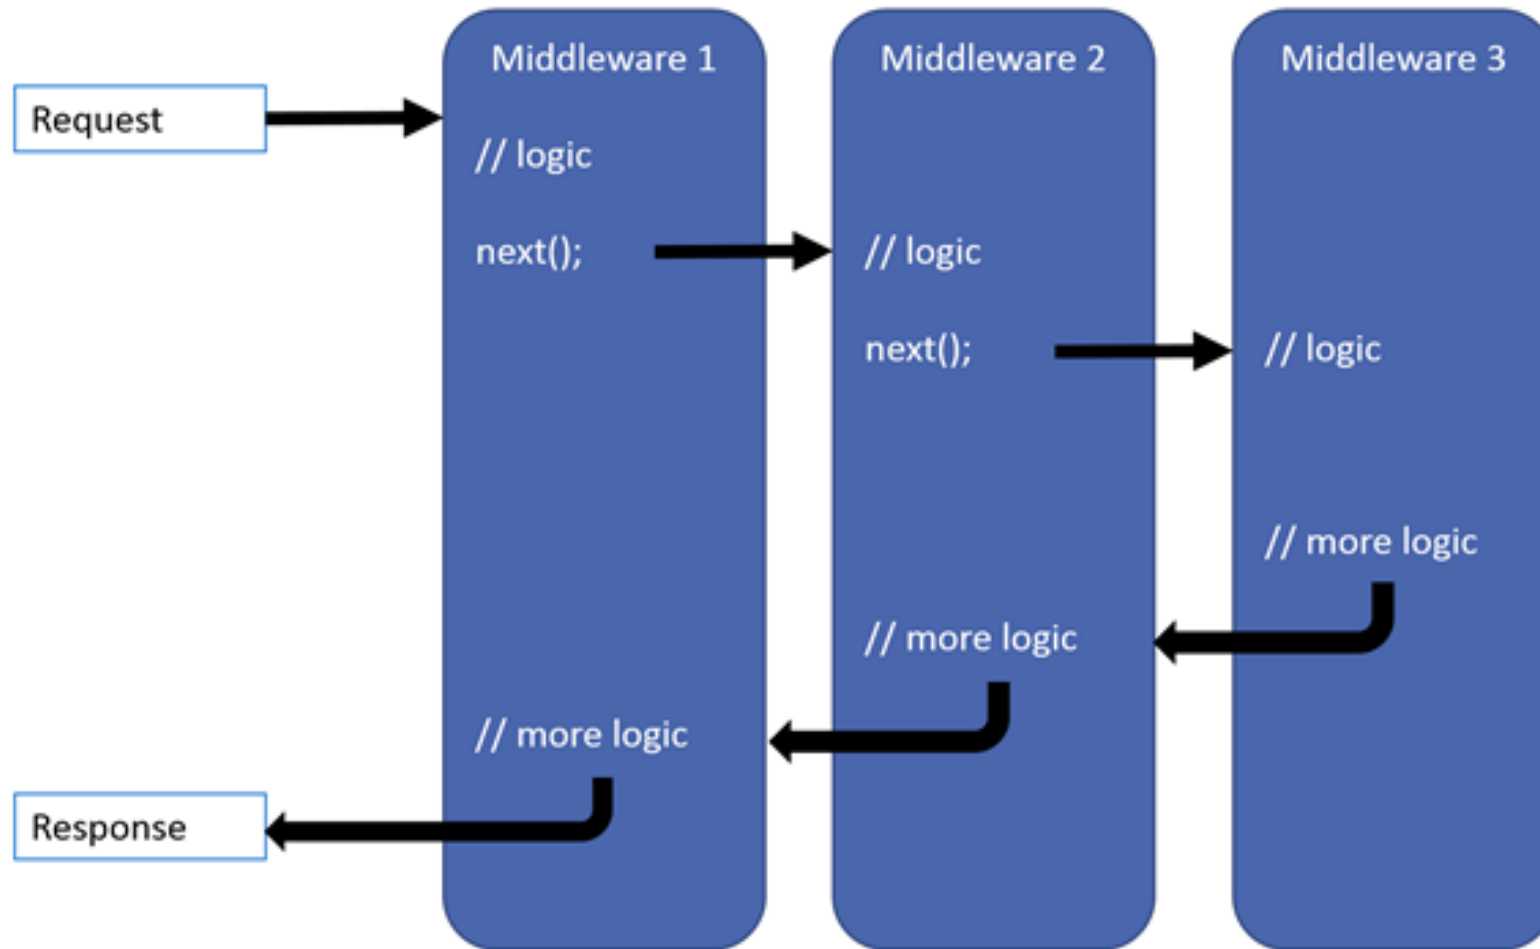 Middleware 1
Middleware 2
Middleware 3
Request
// logic
next();
// logic
next();
// logic
// more logic
// more logic
// more logic
Response